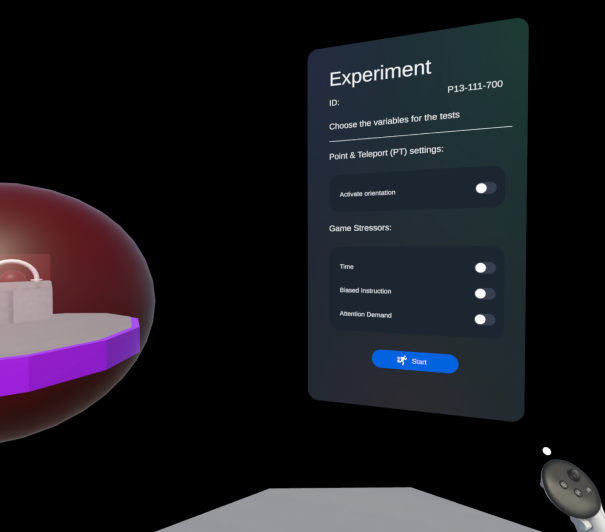 Experiment
ID: P13-111-700
Choose the variables for the tests
Point & Teleport (PT) settings:
Activate orientation
Game Stressors:
Time
Biased Instruction
Attention Demand
Start